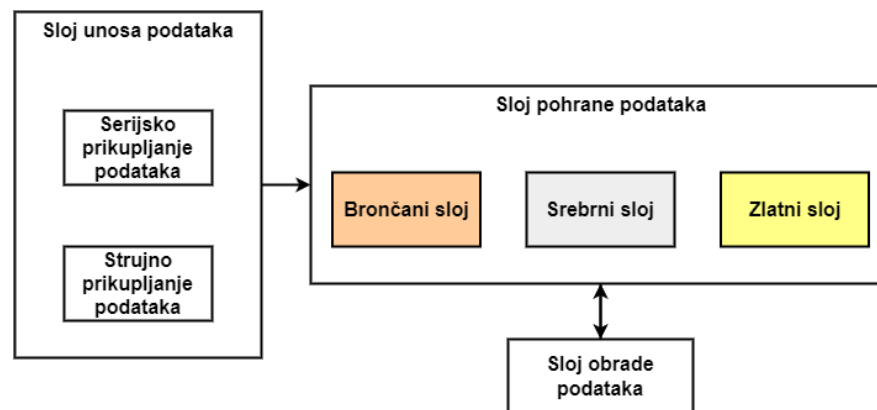 Sloj unosa podataka
Serijsko
prikupljanje
podataka
Strujno
prikupljanje
podataka
Sloj pohrane podataka
Brončani sloj
Srebrni sloj
Zlatni sloj
Sloj obrade
podataka